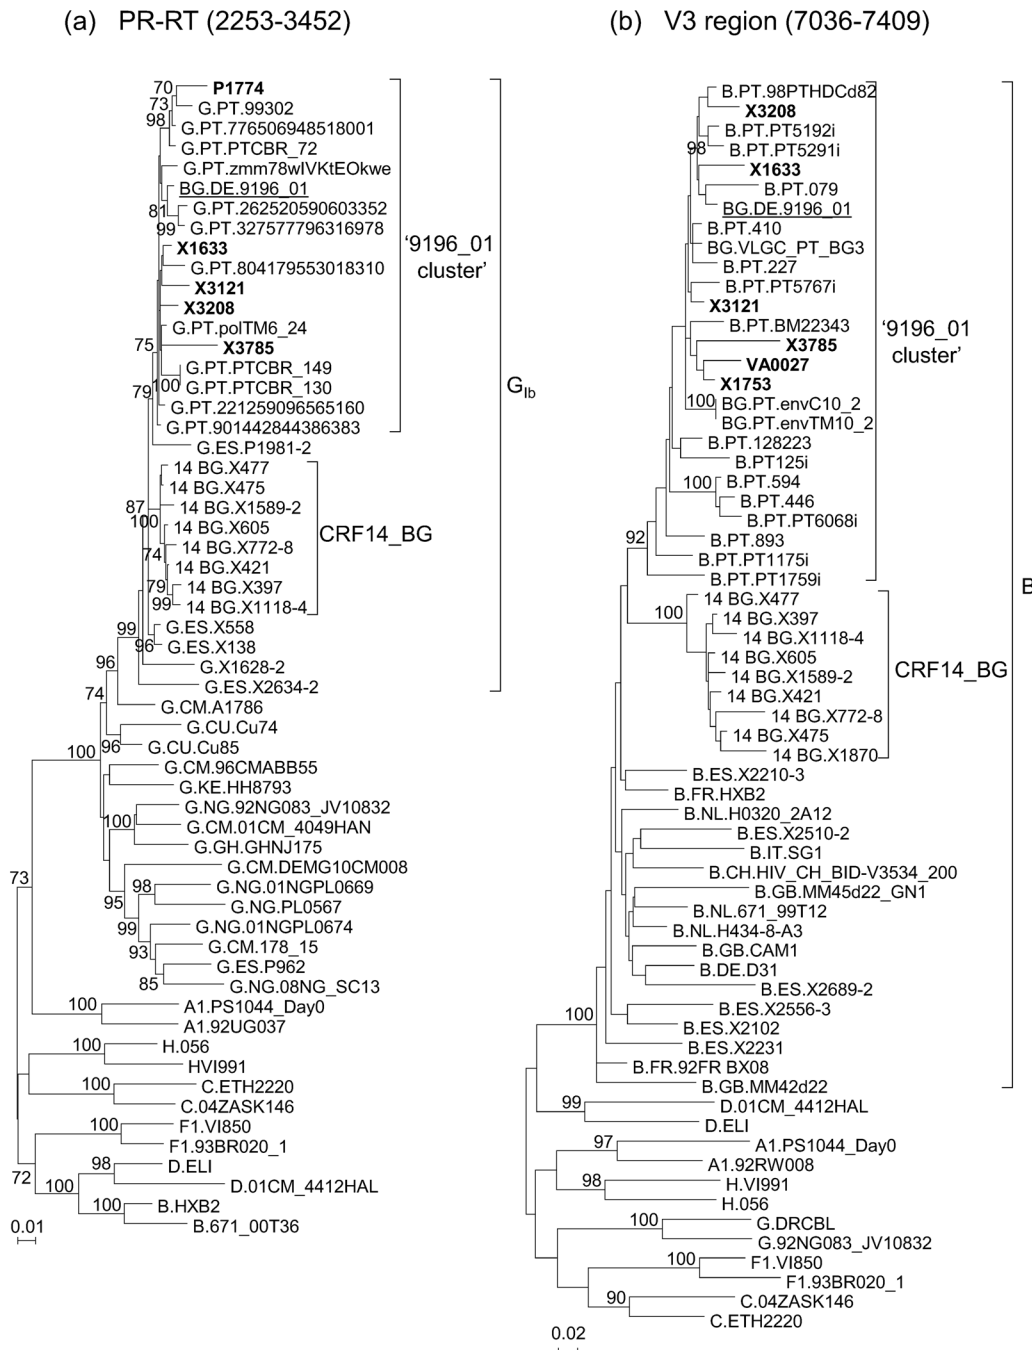 (a) PR-RT (2253-3452)
70
P1774
73
G.PT.99302
98
G.PT.776506948518001
G.PT.PTCBR_72
G.PT.zmm78wIVKtEOkwe
BG.DE.9196_01
81
G.PT.262520590603352
99
G.PT.327577796316978
X1633
G.PT.804179553018310
X3121
X3208
G.PT.polTM6_24
75
X3785
G.PT.PTCBR_149
100
G.PT.PTCBR_130
79
G.PT.221259096565160
G.PT.901442844386383
'9196_01
cluster'
G.ES.P1981-2
14 BG.X477
14 BG.X475
87
14 BG.X1589-2
100
14 BG.X605
74
14 BG.X772-8
14 BG.X421
79
14 BG.X397
99
14 BG.X1118-4
CRF14_BG
99
G.ES.X558
96
G.ES.X138
96
G.X1628-2
G.ES.X2634-2
GIb
74
G.CM.A1786
G.CU.Cu74
96
G.CU.Cu85
100
G.CM.96CMABB55
G.KE.HH8793
G.NG.92NG083_JV10832
100
G.CM.01CM_4049HAN
G.GH.GHNJ175
G.CM.DEMG10CM008
73
98
G.NG.01NGPL0669
95
G.NG.PL0567
99
G.NG.01NGPL0674
93
G.CM.178_15
G.ES.P962
85
G.NG.08NG_SC13
100
A1.PS1044_Day0
A1.92UG037
100
H.056
HVI991
100
C.ETH2220
C.04ZASK146
100
F1.VI850
F1.93BR020_1
72
98
D.ELI
100
D.01CM_4412HAL
100
B.HXB2
B.671_00T36
0.01
(b) V3 region (7036-7409)
B.PT.98PTHDCd82
X3208
B.PT.PT5192i
98
B.PT.PT5291i
X1633
B.PT.079
BG.DE.9196_01
B.PT.410
BG.VLGC_PT_BG3
B.PT.227
B.PT.PT5767i
X3121
B.PT.BM22343
X3785
VA0027
X1753
100
BG.PT.envC10_2
BG.PT.envTM10_2
B.PT.128223
B.PT125i
100
B.PT.594
B.PT.446
B.PT.PT6068i
92
B.PT.893
B.PT.PT1175i
B.PT.PT1759i
'9196_01
cluster'
14 BG.X477
100
14 BG.X397
14 BG.X1118-4
14 BG.X605
14 BG.X1589-2
14 BG.X421
14 BG.X772-8
14 BG.X475
14 BG.X1870
CRF14_BG
B
B.ES.X2210-3
B.FR.HXB2
B.NL.H0320_2A12
B.ES.X2510-2
B.IT.SG1
B.CH.HIV_CH_BID-V3534_200
B.GB.MM45d22_GN1
B.NL.671_99T12
B.NL.H434-8-A3
B.GB.CAM1
B.DE.D31
B.ES.X2689-2
100
B.ES.X2556-3
B.ES.X2102
B.ES.X2231
B.FR.92FR BX08
B.GB.MM42d22
99
D.01CM_4412HAL
D.ELI
97
A1.PS1044_Day0
A1.92RW008
98
H.VI991
H.056
100
G.DRCBL
G.92NG083_JV10832
100
F1.VI850
F1.93BR020_1
90
C.04ZASK146
C.ETH2220
0.02